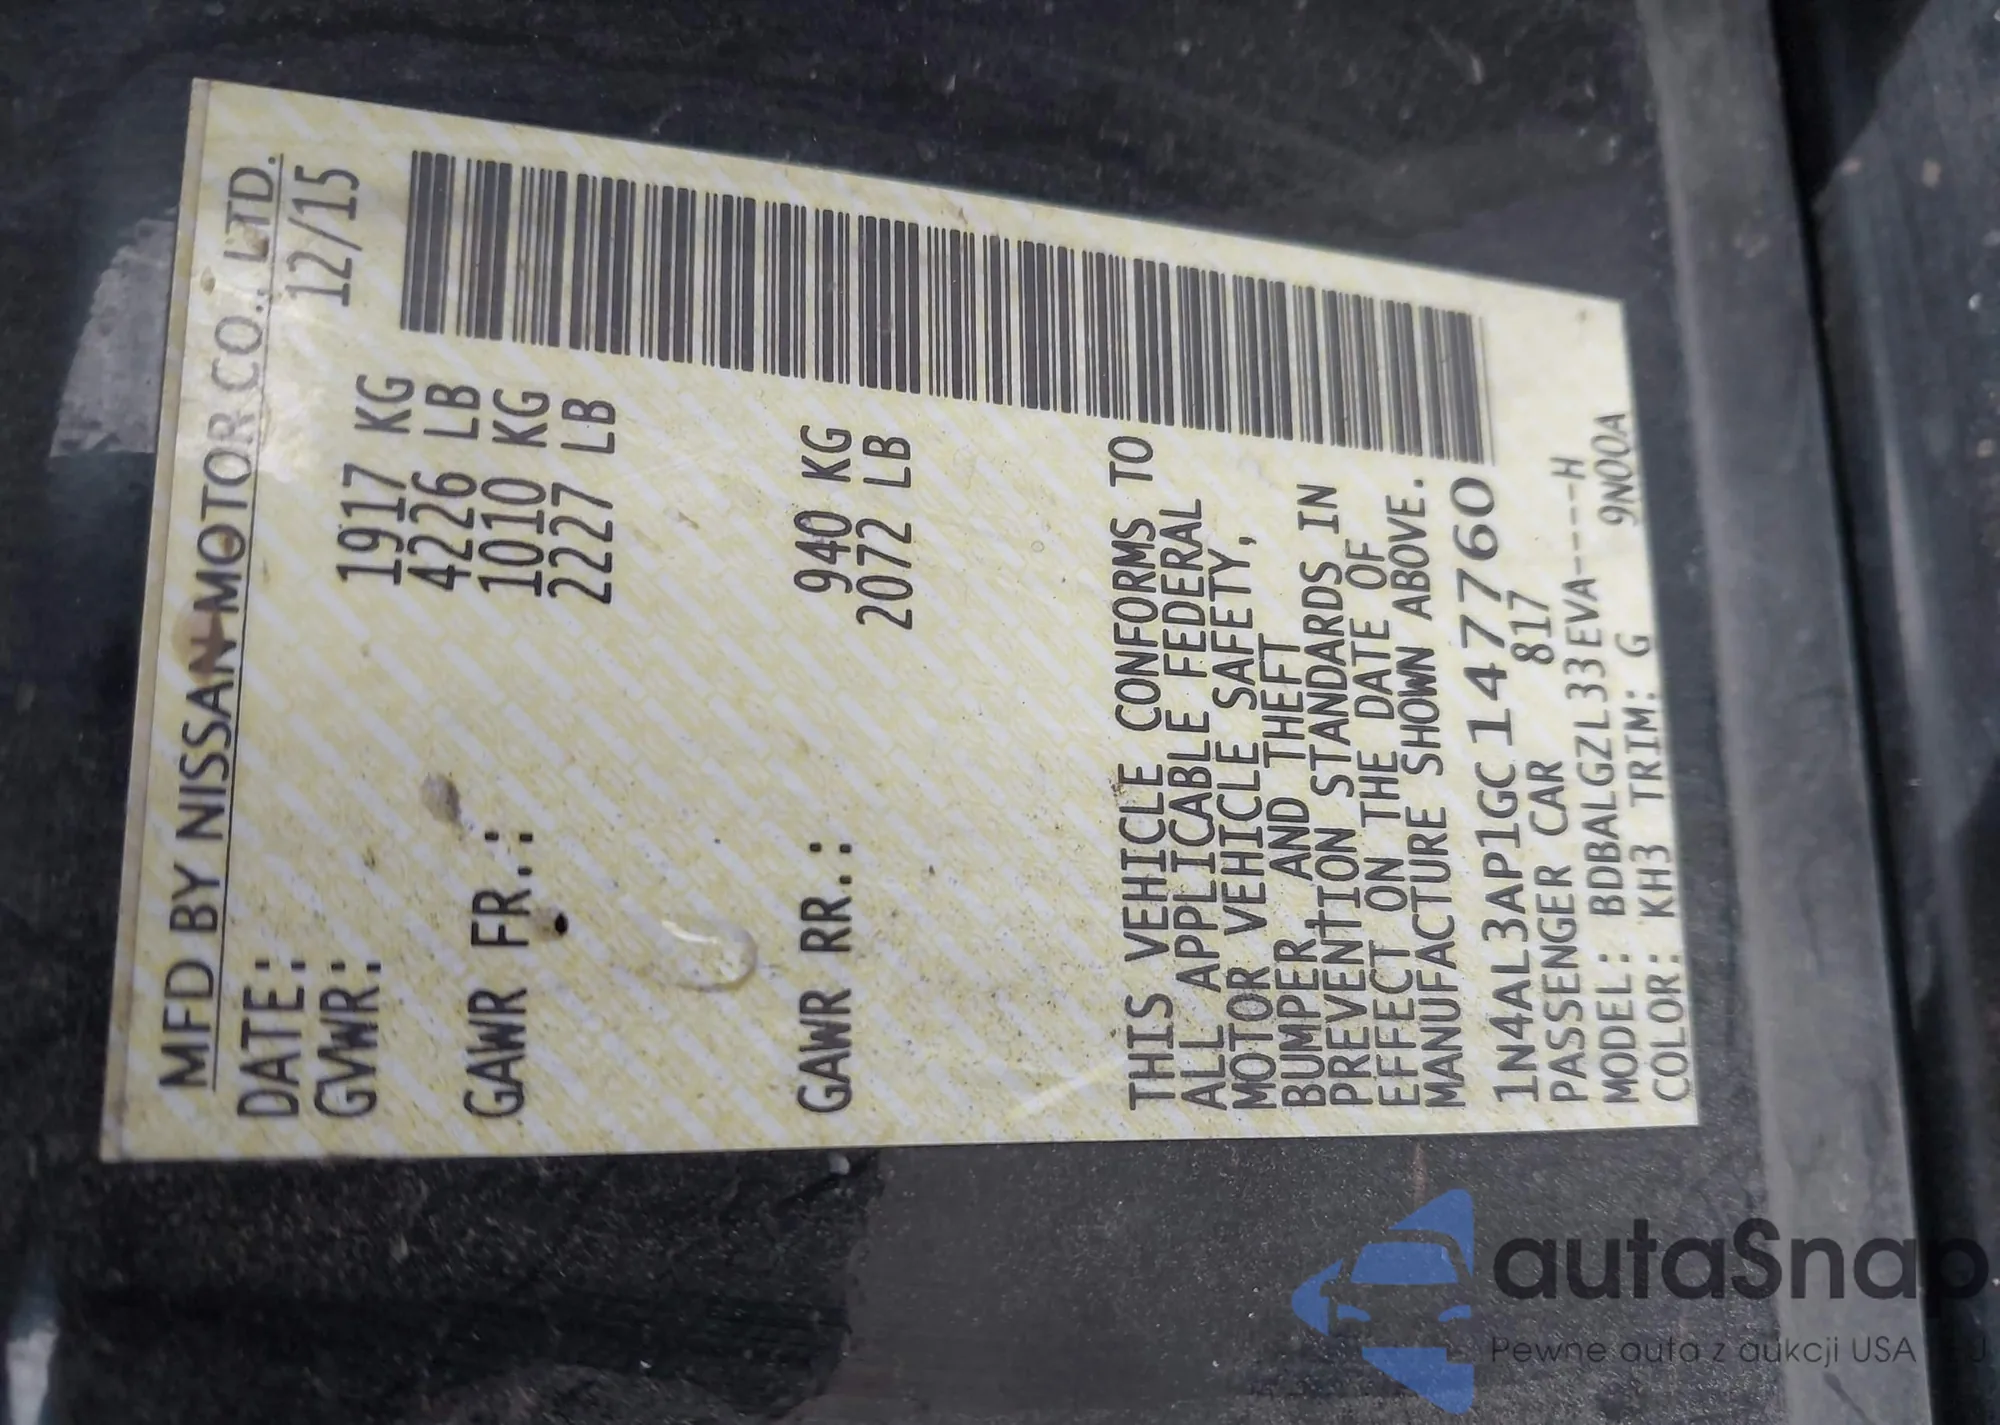 MFD BY NISSAN MOTOR CO., LTD.
DATE: 12/15
GVWR: 1917 KG
4226 LB
GAWR FR.: 1010 KG
2227 LB
GAWR RR.: 940 KG
2072 LB
THIS VEHICLE CONFORMS TO
ALL APPLICABLE FEDERAL
MOTOR VEHICLE SAFETY,
BUMPER AND THEFT
PREVENTION STANDARDS IN
EFFECT ON THE DATE OF
MANUFACTURE SHOWN ABOVE.
1N4AL3AP1GC147760
PASSENGER CAR 817
MODEL: BDBALGZL33EVA----H
COLOR: KH3 TRIM: G 9N00A
autaSnap
Pewne auta z aukcji USA